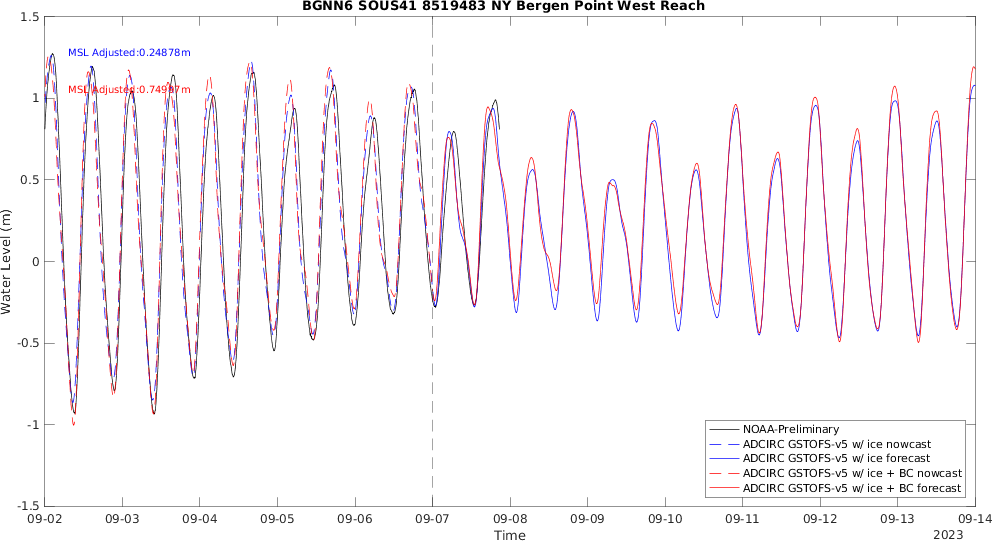 BGNN6 SOUS41 8519483 NY Bergen Point West Reach
MSL Adjusted:0.24878m
MSL Adjusted:0.74997m
Water Level (m)
1.5
1
0.5
0
-0.5
-1
-1.5
NOAA-Preliminary
ADCIRC GSTOFS-v5 w/ ice nowcast
ADCIRC GSTOFS-v5 w/ ice forecast
ADCIRC GSTOFS-v5 w/ ice + BC nowcast
ADCIRC GSTOFS-v5 w/ ice + BC forecast
09-02 09-03 09-04 09-05 09-06 09-07 09-08 09-09 09-10 09-11 09-12 09-13 09-14
Time
2023